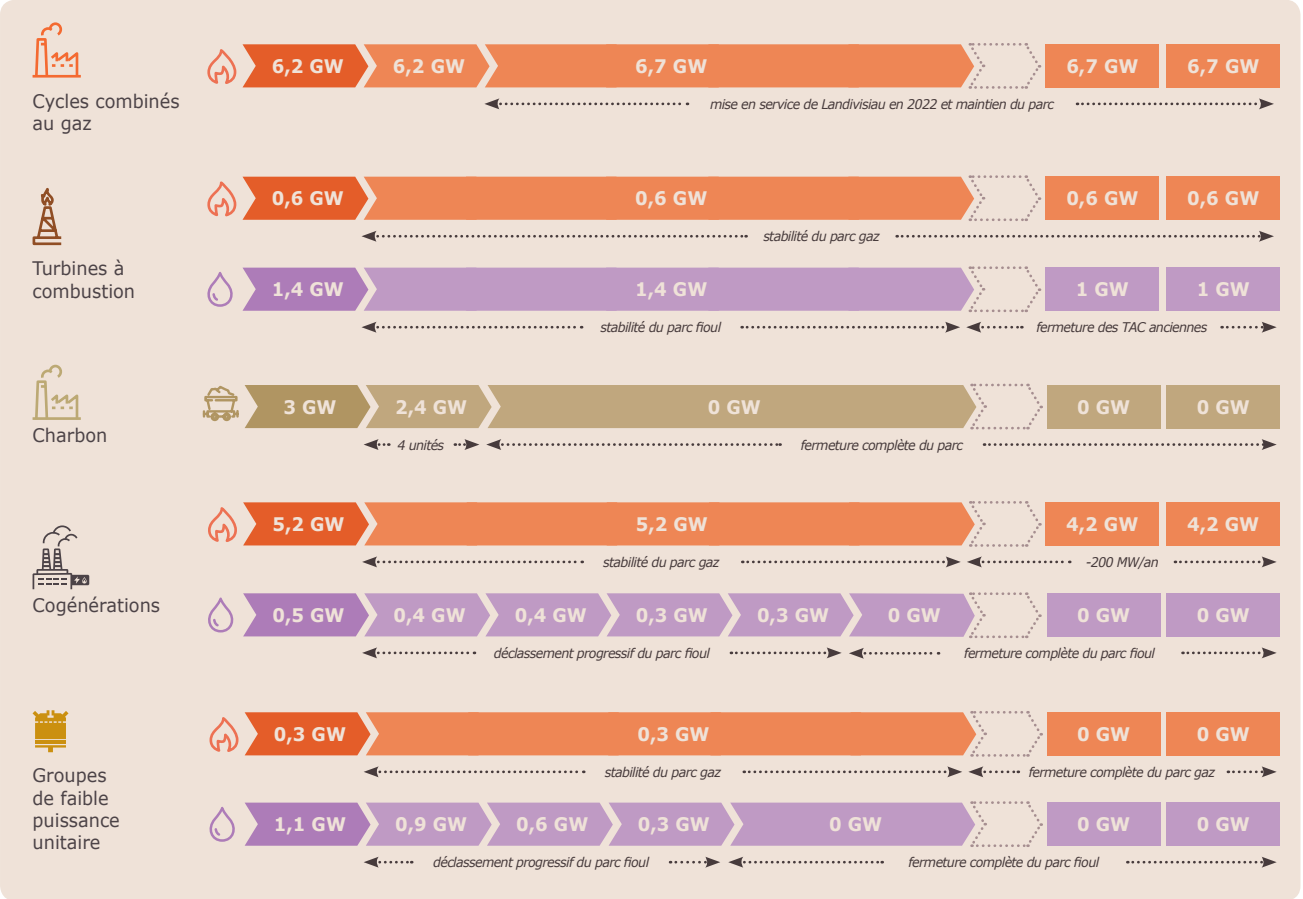 6,2 GW 6,2 GW 6,7 GW 6,7 GW 6,7 GW
Cycles combinés
au gaz
mise en service de Landivisiau en 2022 et maintien du parc
0,6 GW 0,6 GW 0,6 GW 0,6 GW
stabilité du parc gaz
Turbines à
combustion
1,4 GW 1,4 GW 1 GW 1 GW
stabilité du parc fioul fermeture des TAC anciennes
3 GW 2,4 GW 0 GW 0 GW 0 GW
Charbon
4 unités fermeture complète du parc
5,2 GW 5,2 GW 4,2 GW 4,2 GW
stabilité du parc gaz -200 MW/an
Cogénérations
0,5 GW 0,4 GW 0,4 GW 0,3 GW 0,3 GW 0 GW 0 GW 0 GW
déclassement progressif du parc fioul fermeture complète du parc fioul
0,3 GW 0,3 GW 0 GW 0 GW
stabilité du parc gaz fermeture complète du parc gaz
Groupes
de faible
puissance
unitaire
1,1 GW 0,9 GW 0,6 GW 0,3 GW 0 GW 0 GW 0 GW
déclassement progressif du parc fioul fermeture complète du parc fioul